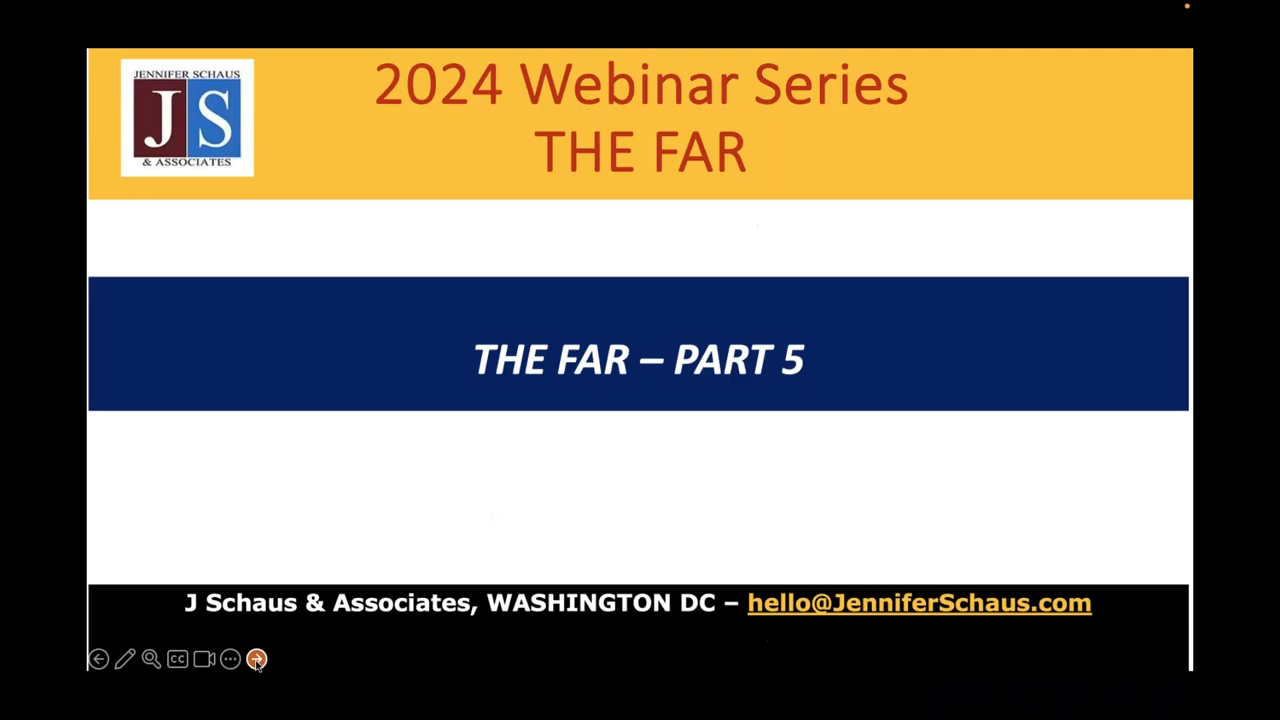 JENNIFER SCHAUS
JS
& ASSOCIATES
2024 Webinar Series
THE FAR
THE FAR – PART 5
J Schaus & Associates, WASHINGTON DC – hello@JenniferSchaus.com
CC